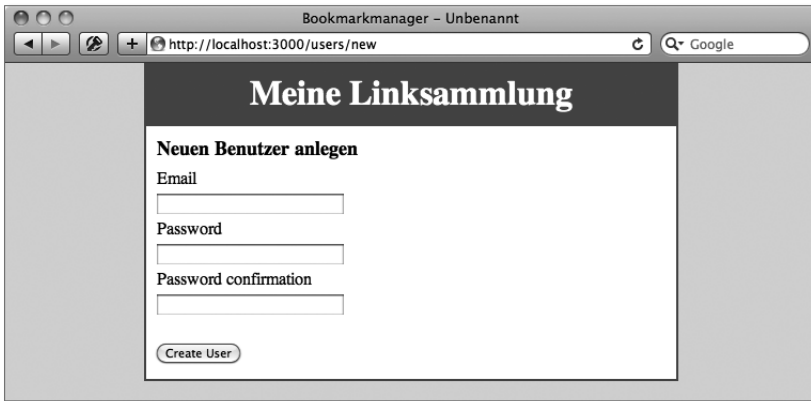 Bookmarkmanager – Unbenannt
http://localhost:3000/users/new
Google
Meine Linksammlung
Neuen Benutzer anlegen
Email
Password
Password confirmation
Create User